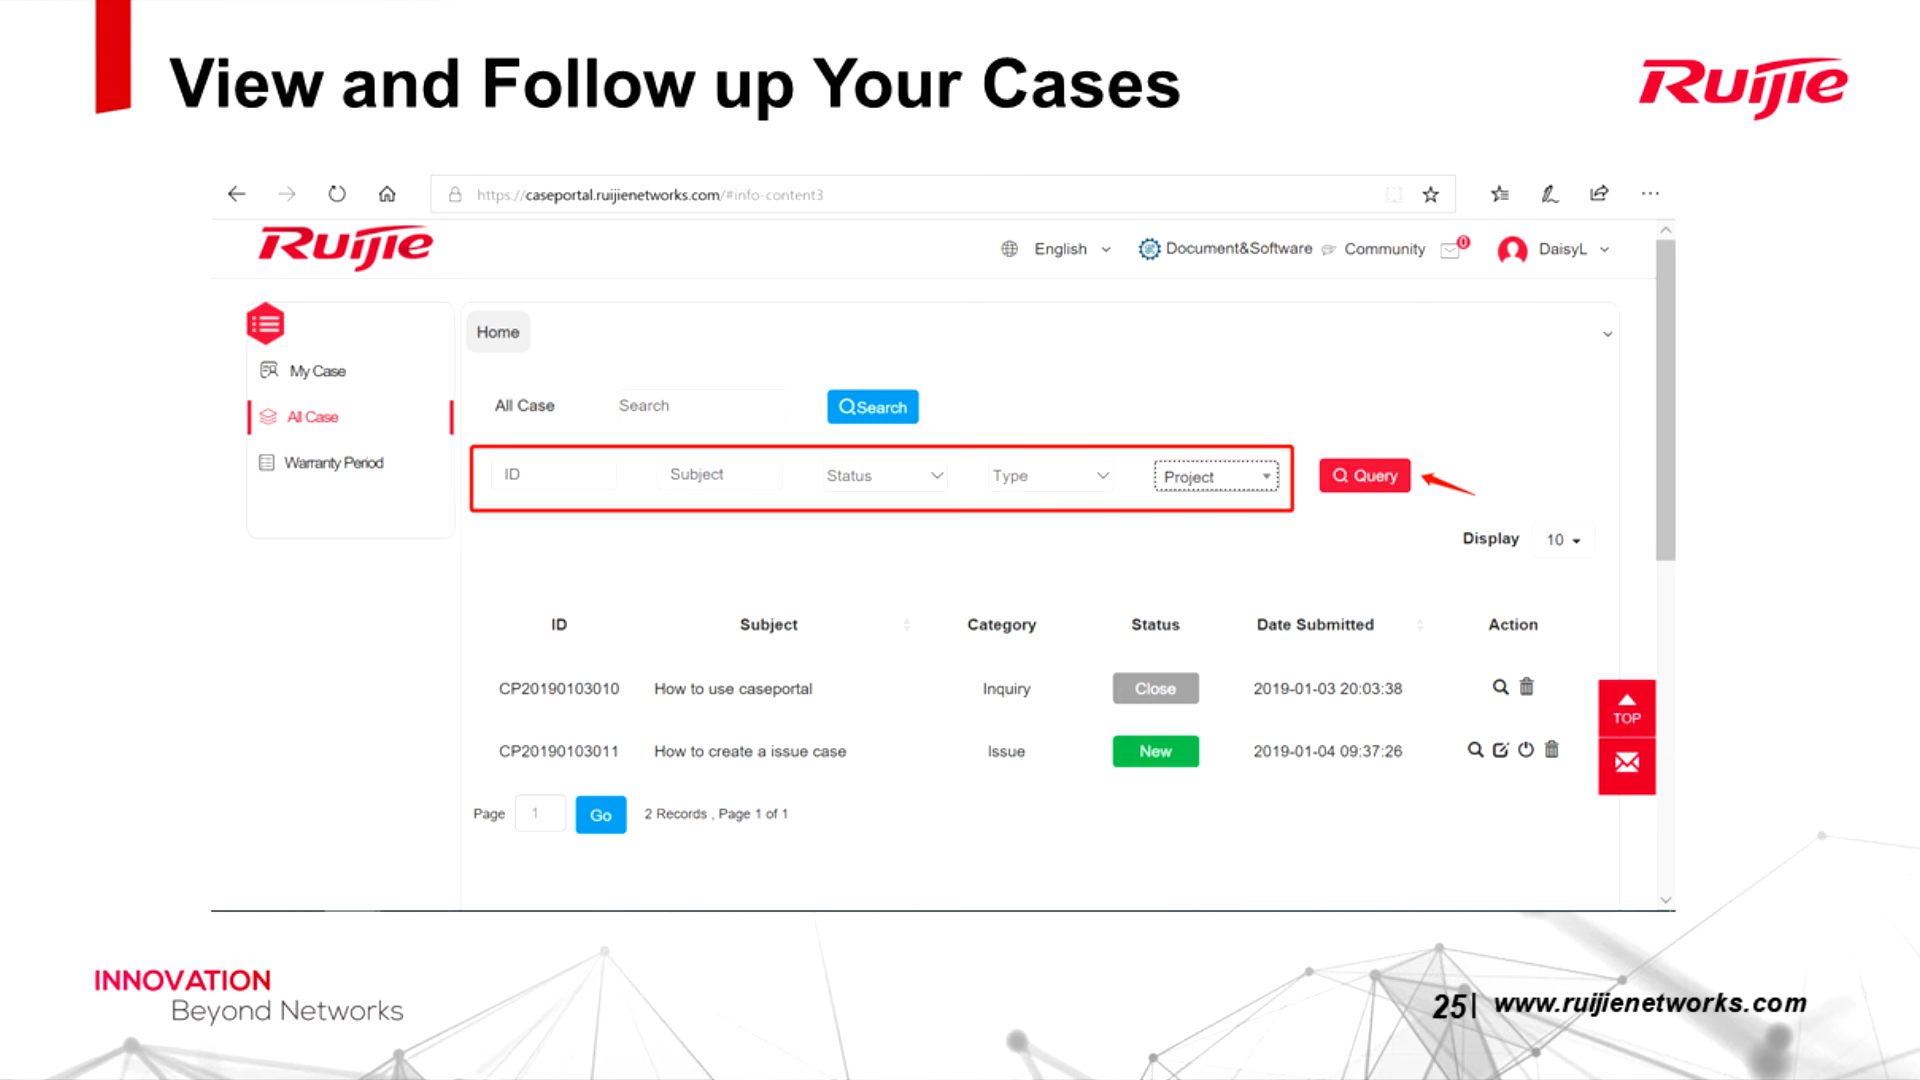 View and Follow up Your Cases
Ruijie
https://caseportal.ruijienetworks.com/#info-content3
Ruijie
English
Document&Software
Community
0
DaisyL
Home
My Case
All Case
Warranty Period
All Case
Search
Search
ID
Subject
Status
Type
Project
Query
Display 10
ID Subject Category Status Date Submitted Action
CP20190103010 How to use caseportal Inquiry Close 2019-01-03 20:03:38
CP20190103011 How to create a issue case Issue New 2019-01-04 09:37:26
TOP
Page 1 Go 2 Records , Page 1 of 1
INNOVATION
Beyond Networks
25| www.ruijienetworks.com